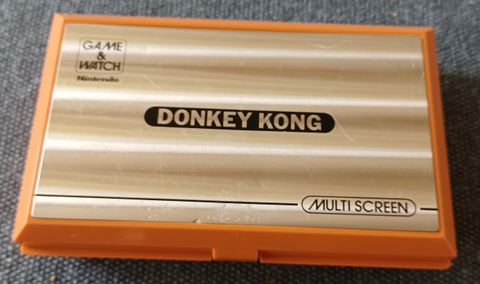 GAME
&
WATCH
Nintendo
DONKEY KONG
MULTI SCREEN